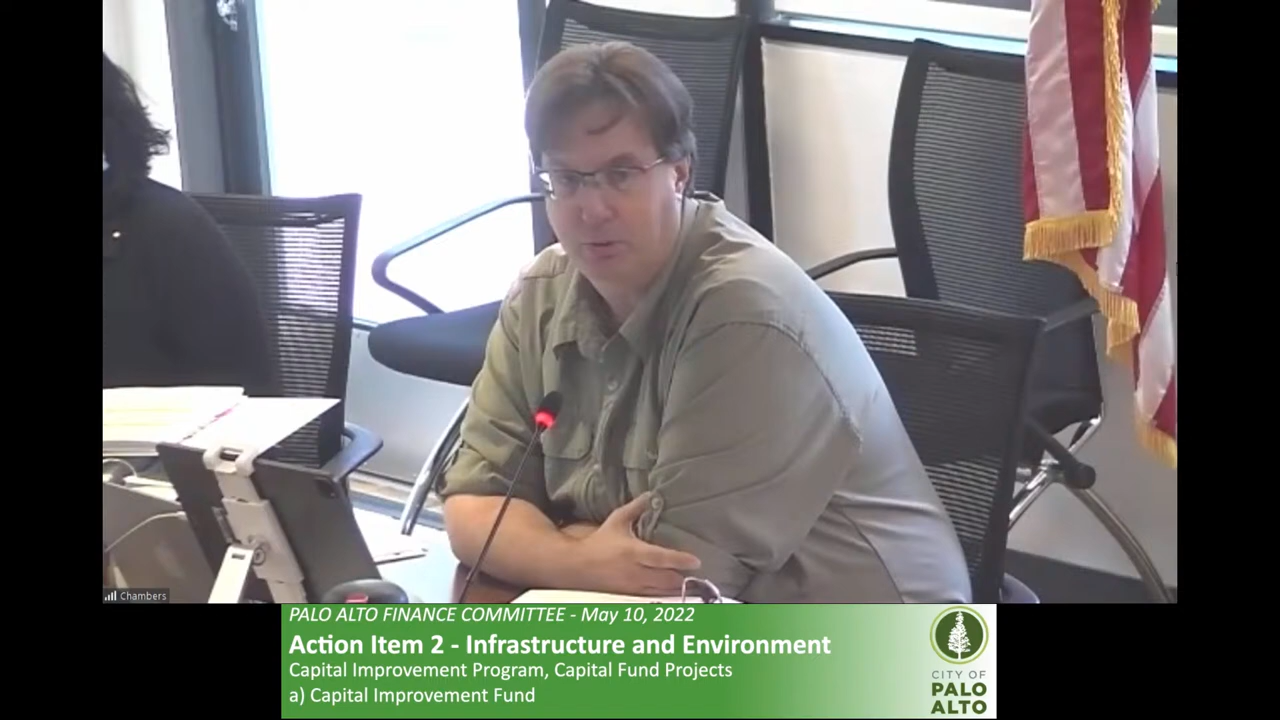 Chambers
PALO ALTO FINANCE COMMITTEE - May 10, 2022
Action Item 2 - Infrastructure and Environment
Capital Improvement Program, Capital Fund Projects
a) Capital Improvement Fund
CITY OF
PALO
ALTO